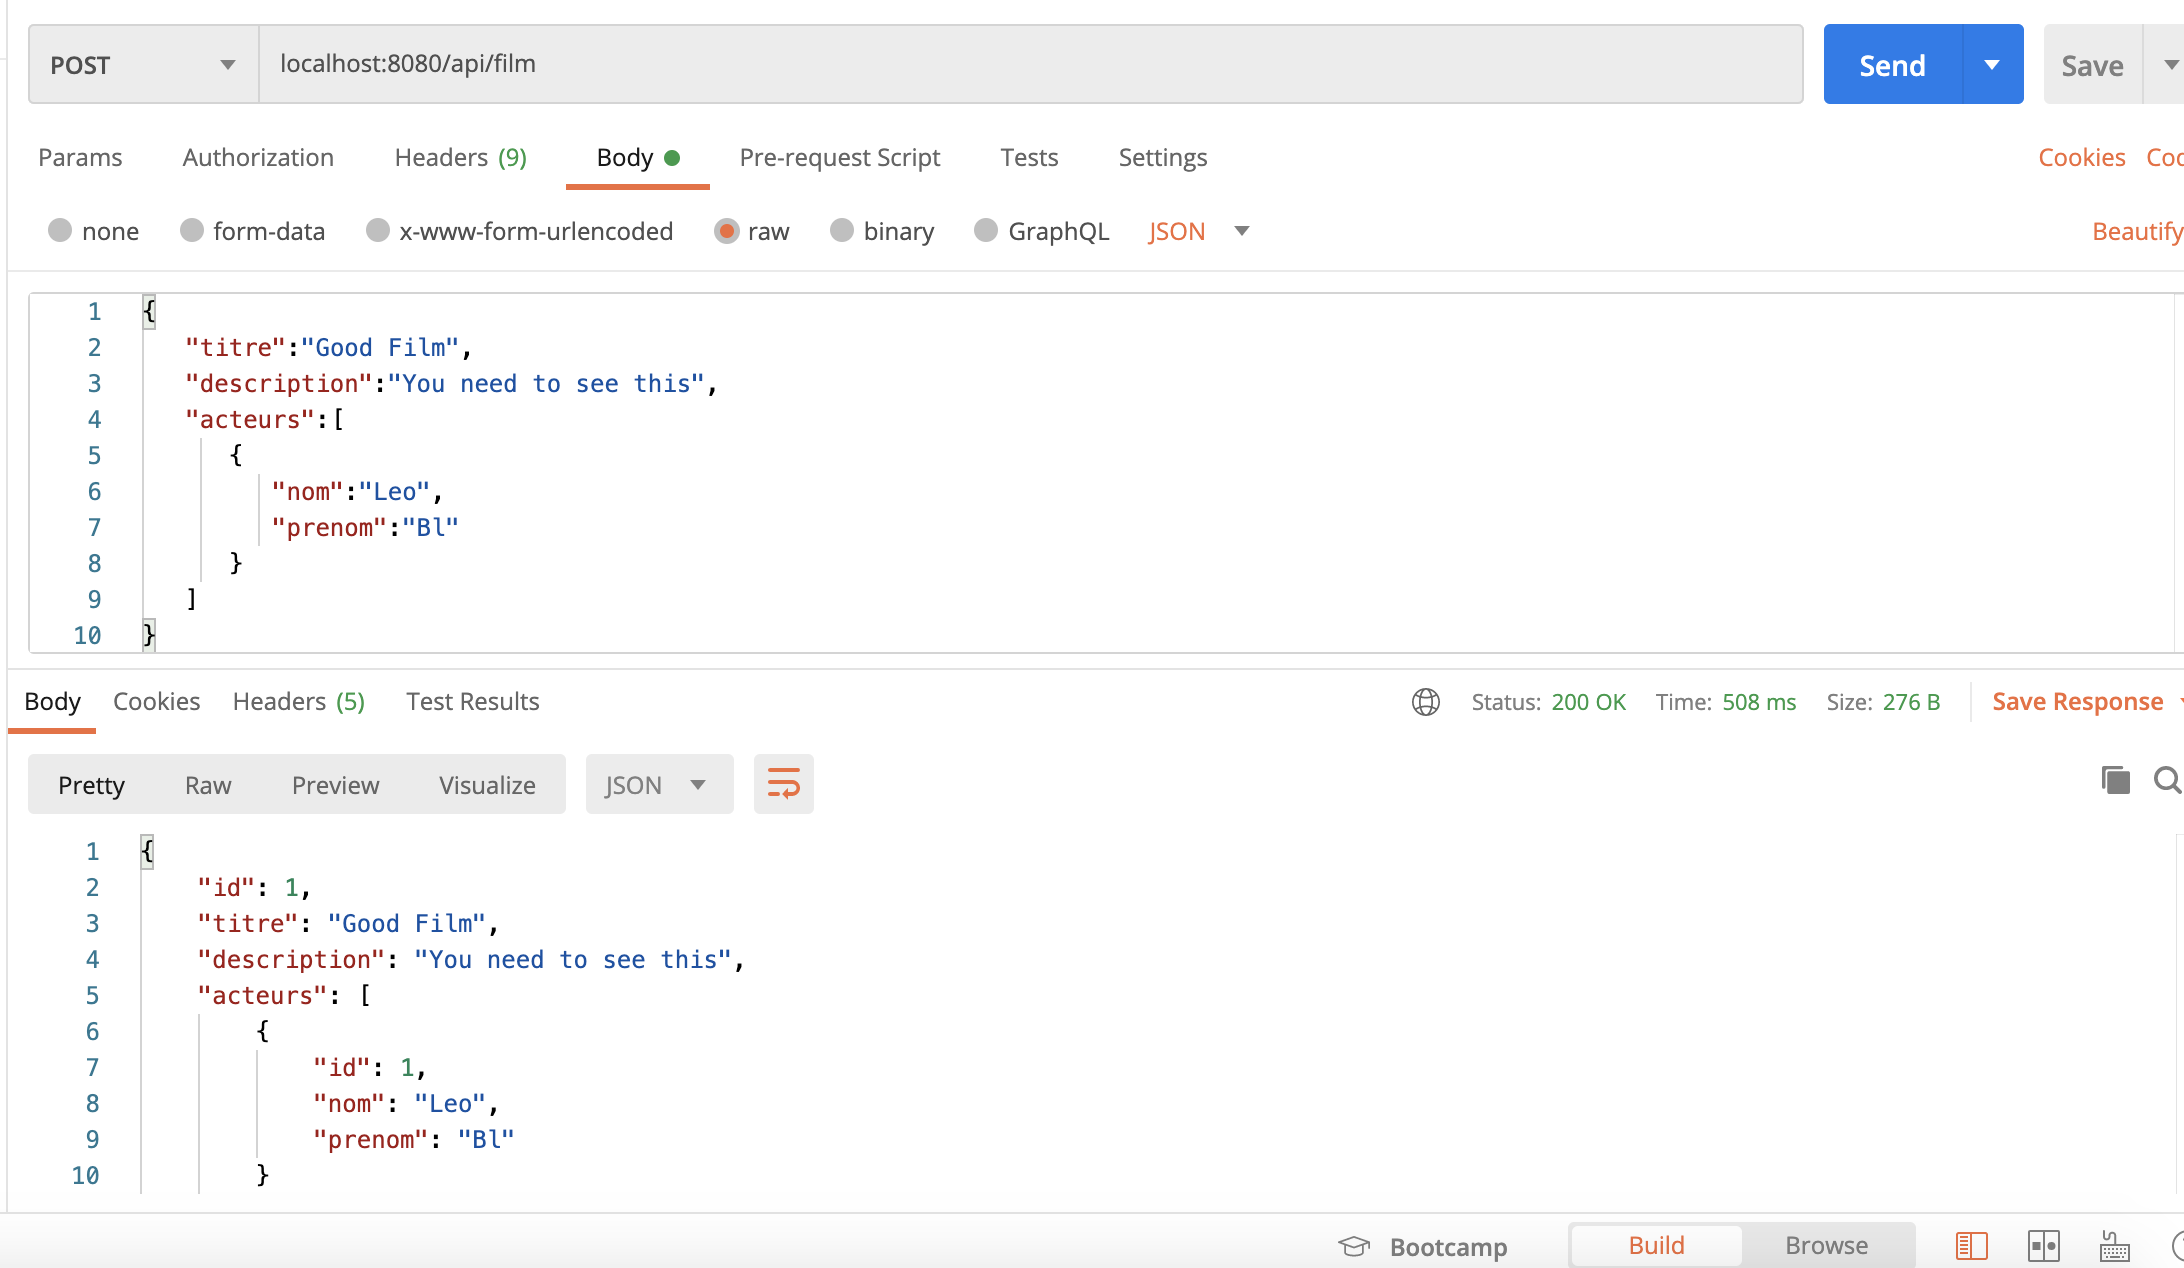 POST localhost:8080/api/film Send Save
Params Authorization Headers (9) Body Pre-request Script Tests Settings Cookies
none form-data x-www-form-urlencoded raw binary GraphQL JSON Beautify
1 {
2 "titre":"Good Film",
3 "description":"You need to see this",
4 "acteurs":[
5 {
6 "nom":"Leo",
7 "prenom":"Bl"
8 }
9 ]
10 }
Body Cookies Headers (5) Test Results Status: 200 OK Time: 508 ms Size: 276 B Save Response
Pretty Raw Preview Visualize JSON
1 {
2 "id": 1,
3 "titre": "Good Film",
4 "description": "You need to see this",
5 "acteurs": [
6 {
7 "id": 1,
8 "nom": "Leo",
9 "prenom": "Bl"
10 }
Bootcamp Build Browse